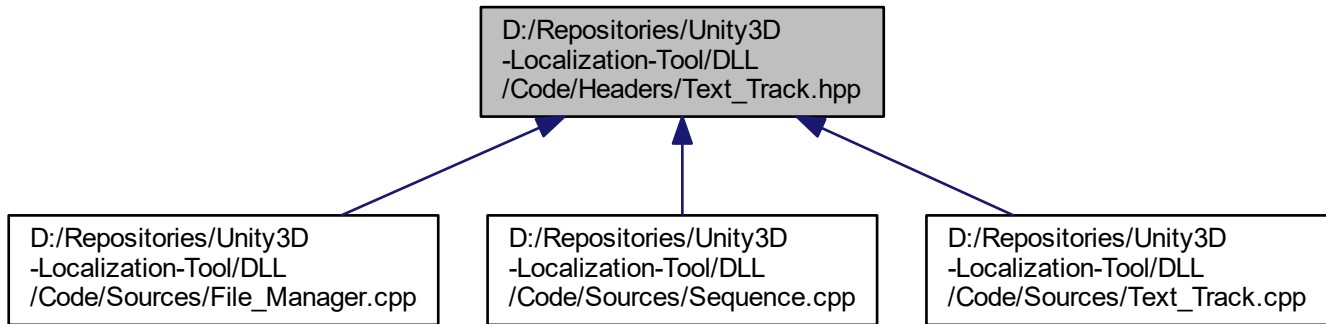 D:/Repositories/Unity3D
-Localization-Tool/DLL
/Code/Headers/Text_Track.hpp
D:/Repositories/Unity3D
-Localization-Tool/DLL
/Code/Sources/File_Manager.cpp
D:/Repositories/Unity3D
-Localization-Tool/DLL
/Code/Sources/Sequence.cpp
D:/Repositories/Unity3D
-Localization-Tool/DLL
/Code/Sources/Text_Track.cpp